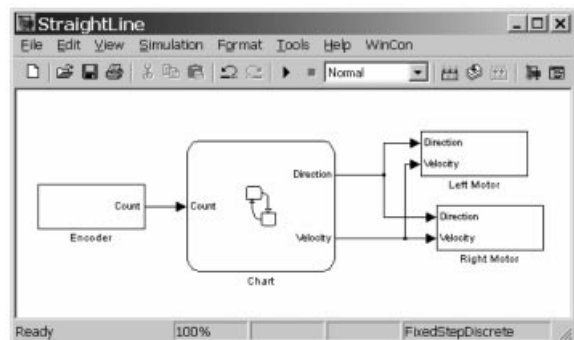 StraightLine
File Edit View Simulation Format Tools Help WinCon
Normal
Direction
Velocity
Left Motor
Direction
Velocity
Right Motor
Count
Encoder
Count
Direction
Velocity
Chart
Ready 100% FixedStepDiscrete